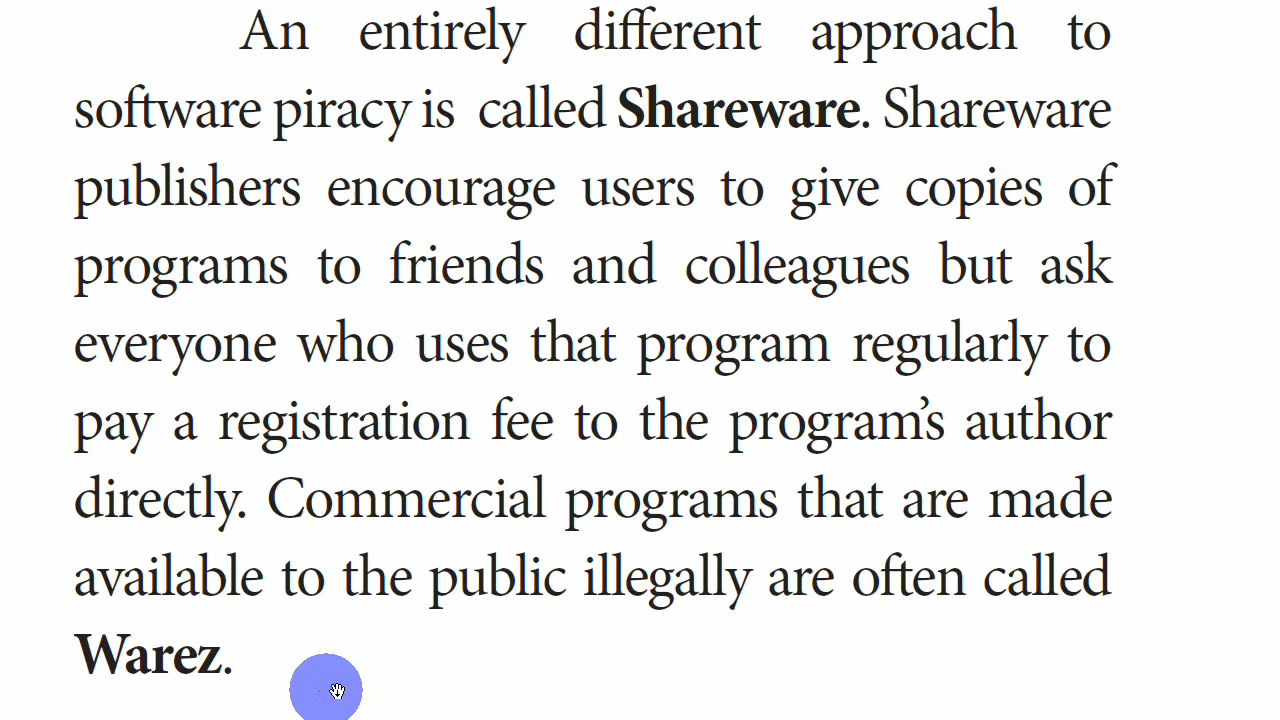 An entirely different approach to
software piracy is called Shareware. Shareware
publishers encourage users to give copies of
programs to friends and colleagues but ask
everyone who uses that program regularly to
pay a registration fee to the program’s author
directly. Commercial programs that are made
available to the public illegally are often called
Warez.